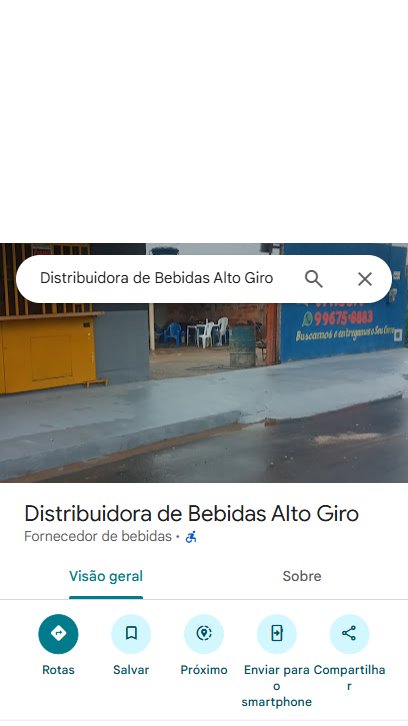 Distribuidora de Bebidas Alto Giro
99675-8883
Buscamos e entregamos o Seu Carro
Distribuidora de Bebidas Alto Giro
Fornecedor de bebidas ·
Visão geral
Sobre
Rotas
Salvar
Próximo
Enviar para
o
smartphone
Compartilha
r